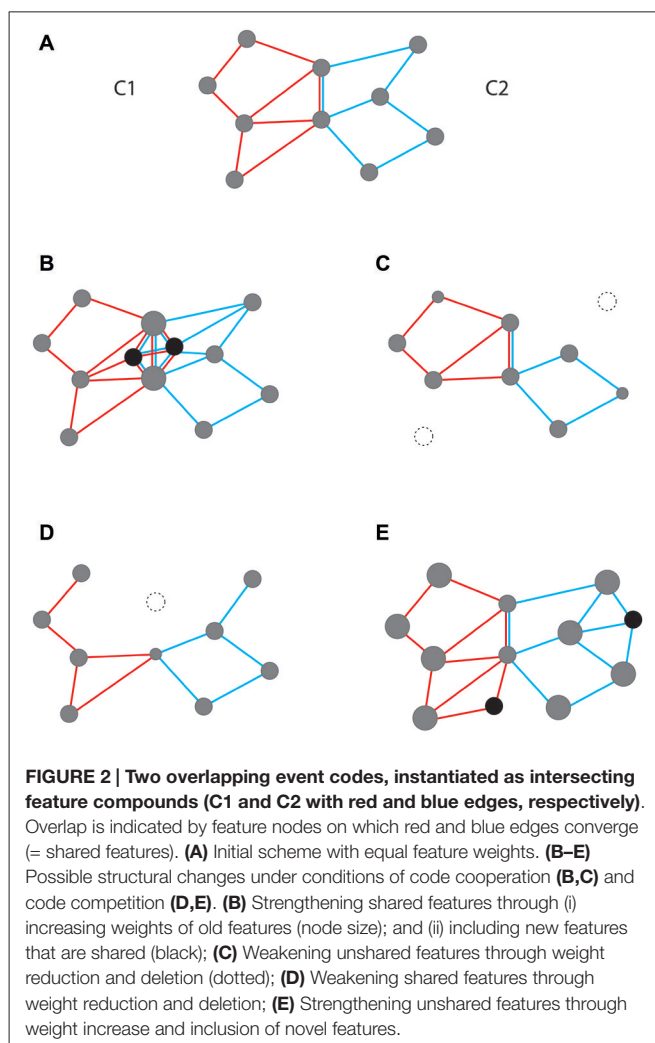 A
C1
C2
B
C
D
E
FIGURE 2 | Two overlapping event codes, instantiated as intersecting
feature compounds (C1 and C2 with red and blue edges, respectively).
Overlap is indicated by feature nodes on which red and blue edges converge
(= shared features). (A) Initial scheme with equal feature weights. (B–E)
Possible structural changes under conditions of code cooperation (B,C) and
code competition (D,E). (B) Strengthening shared features through (i)
increasing weights of old features (node size); and (ii) including new features
that are shared (black); (C) Weakening unshared features through weight
reduction and deletion (dotted); (D) Weakening shared features through
weight reduction and deletion; (E) Strengthening unshared features through
weight increase and inclusion of novel features.